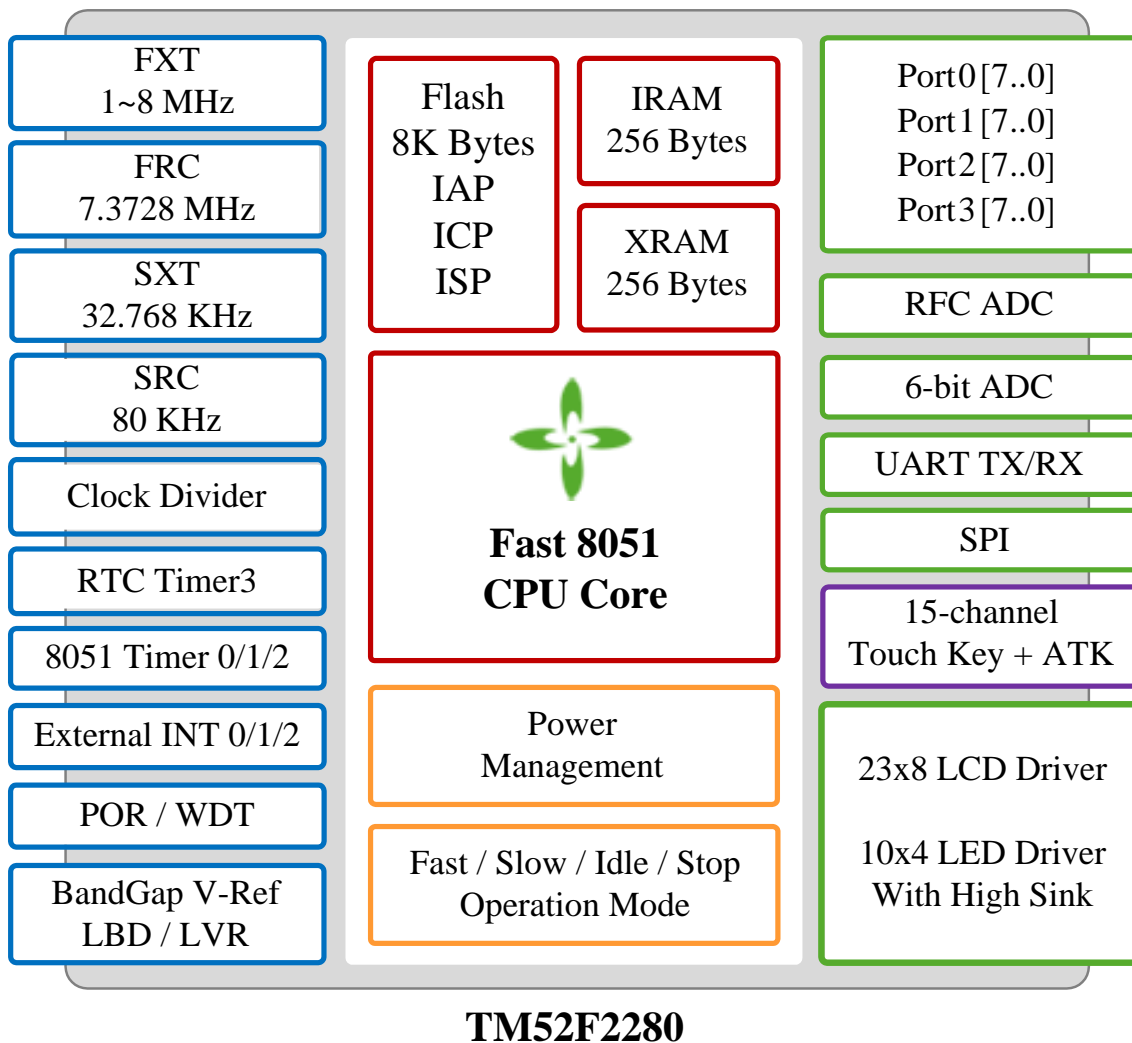 FXT
1~8 MHz
FRC
7.3728 MHz
SXT
32.768 KHz
SRC
80 KHz
Clock Divider
RTC Timer3
8051 Timer 0/1/2
External INT 0/1/2
POR / WDT
BandGap V-Ref
LBD / LVR
Flash
8K Bytes
IAP
ICP
ISP
IRAM
256 Bytes
XRAM
256 Bytes
Fast 8051
CPU Core
Power
Management
Fast / Slow / Idle / Stop
Operation Mode
Port0[7..0]
Port1[7..0]
Port2[7..0]
Port3[7..0]
RFC ADC
6-bit ADC
UART TX/RX
SPI
15-channel
Touch Key + ATK
23x8 LCD Driver
10x4 LED Driver
With High Sink
TM52F2280